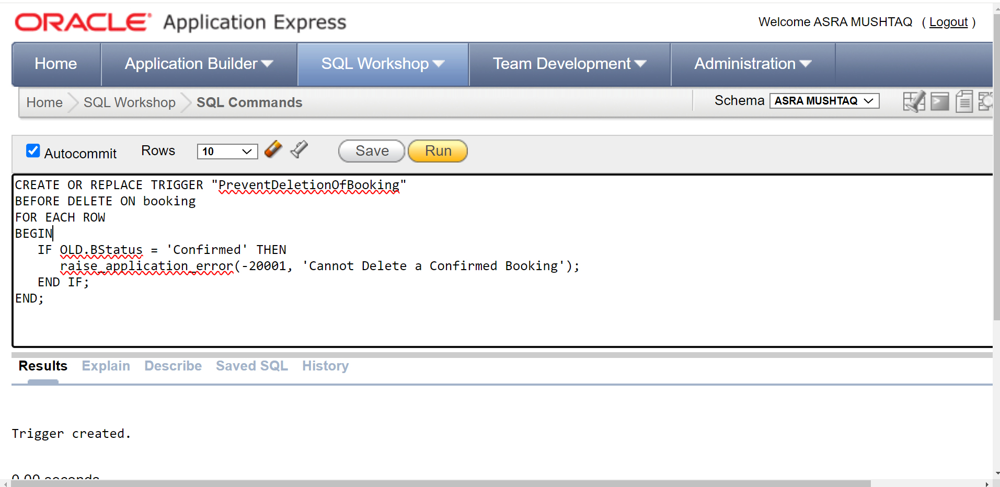 ORACLE Application Express
Welcome ASRA MUSHTAQ ( Logout )
Home Application Builder SQL Workshop Team Development Administration
Home SQL Workshop SQL Commands Schema ASRA MUSHTAQ
Autocommit Rows 10 Save Run
CREATE OR REPLACE TRIGGER "PreventDeletionOfBooking"
BEFORE DELETE ON booking
FOR EACH ROW
BEGIN
   IF OLD.BStatus = 'Confirmed' THEN
      raise_application_error(-20001, 'Cannot Delete a Confirmed Booking');
   END IF;
END;
Results Explain Describe Saved SQL History
Trigger created.
0.00 seconds